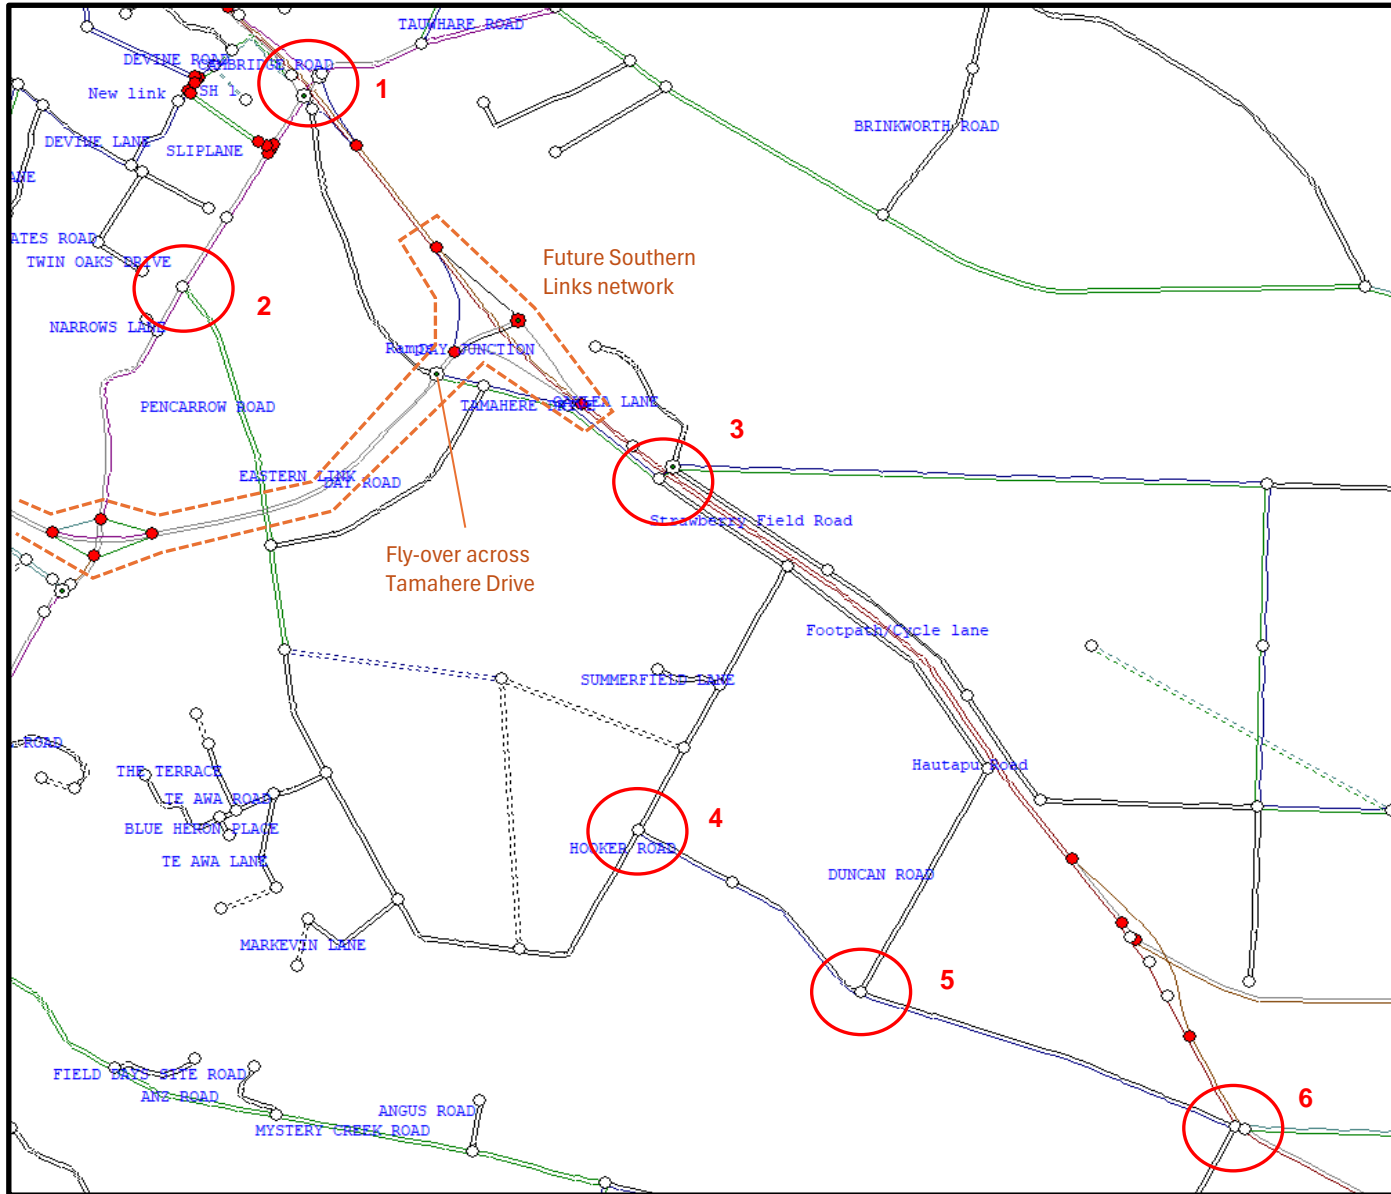 TAUWHARE ROAD
DEVINE ROAD
CAMBRIDGE ROAD
1
New link
SH 1
BRINKWORTH ROAD
DEVINE LANE
SLIPLANE
ATES ROAD
TWIN OAKS DRIVE
Future Southern
Links network
2
NARROWS LANE
DAY JUNCTION
PENCARROW ROAD
TAMAHERE
LANE
3
EASTERN LINK
DAY ROAD
Strawberry Field Road
Fly-over across
Tamahere Drive
Footpath/Cycle lane
SUMMERFIELD LANE
ROAD
Hautapu Road
THE TERRACE
TE AWA ROAD
BLUE HERON PLACE
4
HOOKER ROAD
TE AWA LANE
DUNCAN ROAD
MARKEVIN LANE
5
FIELD DAYS SITE ROAD
ANZ ROAD
ANGUS ROAD
MYSTERY CREEK ROAD
6